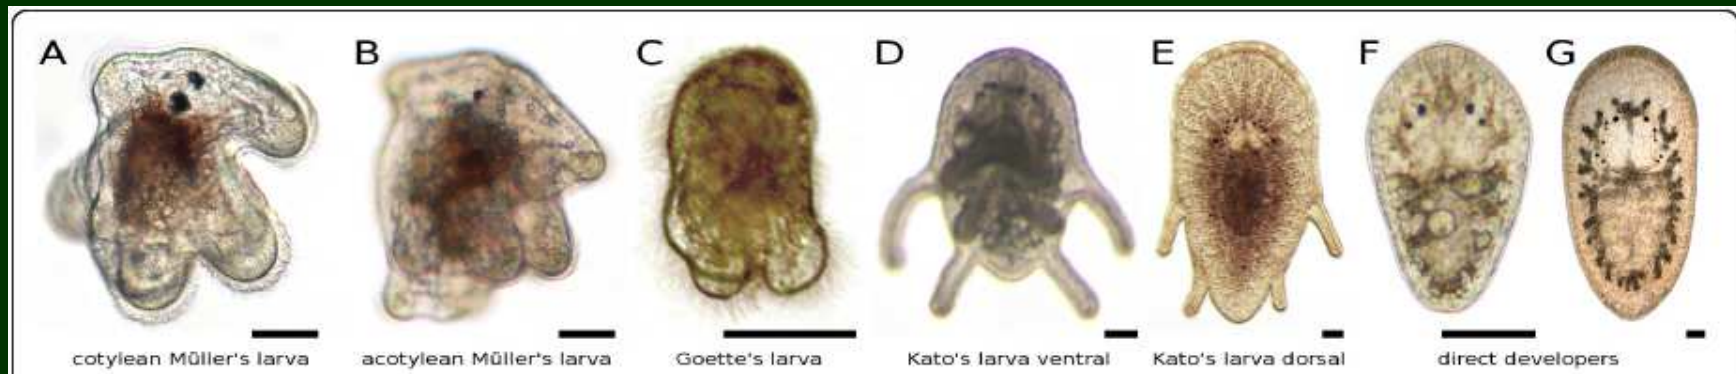 A B C D E F G
cotylean Müller's larva acotylean Müller's larva Goette's larva Kato's larva ventral Kato's larva dorsal direct developers